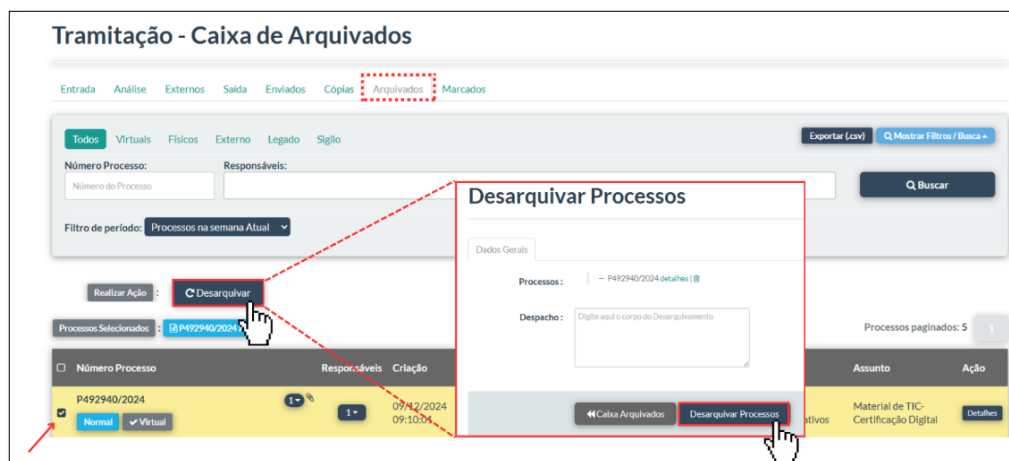 Tramitação - Caixa de Arquivados
Entrada Análise Externos Saída Enviados Cópias Arquivados Marcados
Todos Virtuais Físicos Externo Legado Sigilo
Exportar (.csv) Mostrar Filtros / Busca
Número Processo: Responsáveis:
Número do Processo
Buscar
Filtro de período: Processos na semana Atual
Desarquivar Processos
Dados Gerais
Processos : — P492940/2024 detalhes |
Despacho : Digite aqui o corpo do Desarquivamento
Caixa Arquivados Desarquivar Processos
Realizar Ação : Desarquivar
Processos Selecionados : P492940/2024
Processos paginados: 5 1
Número Processo Responsáveis Criação Assunto Ação
P492940/2024 1
Normal Virtual
1
09/12/2024
09:10:01
ativos
Material de TIC-
Certificação Digital
Detalhes